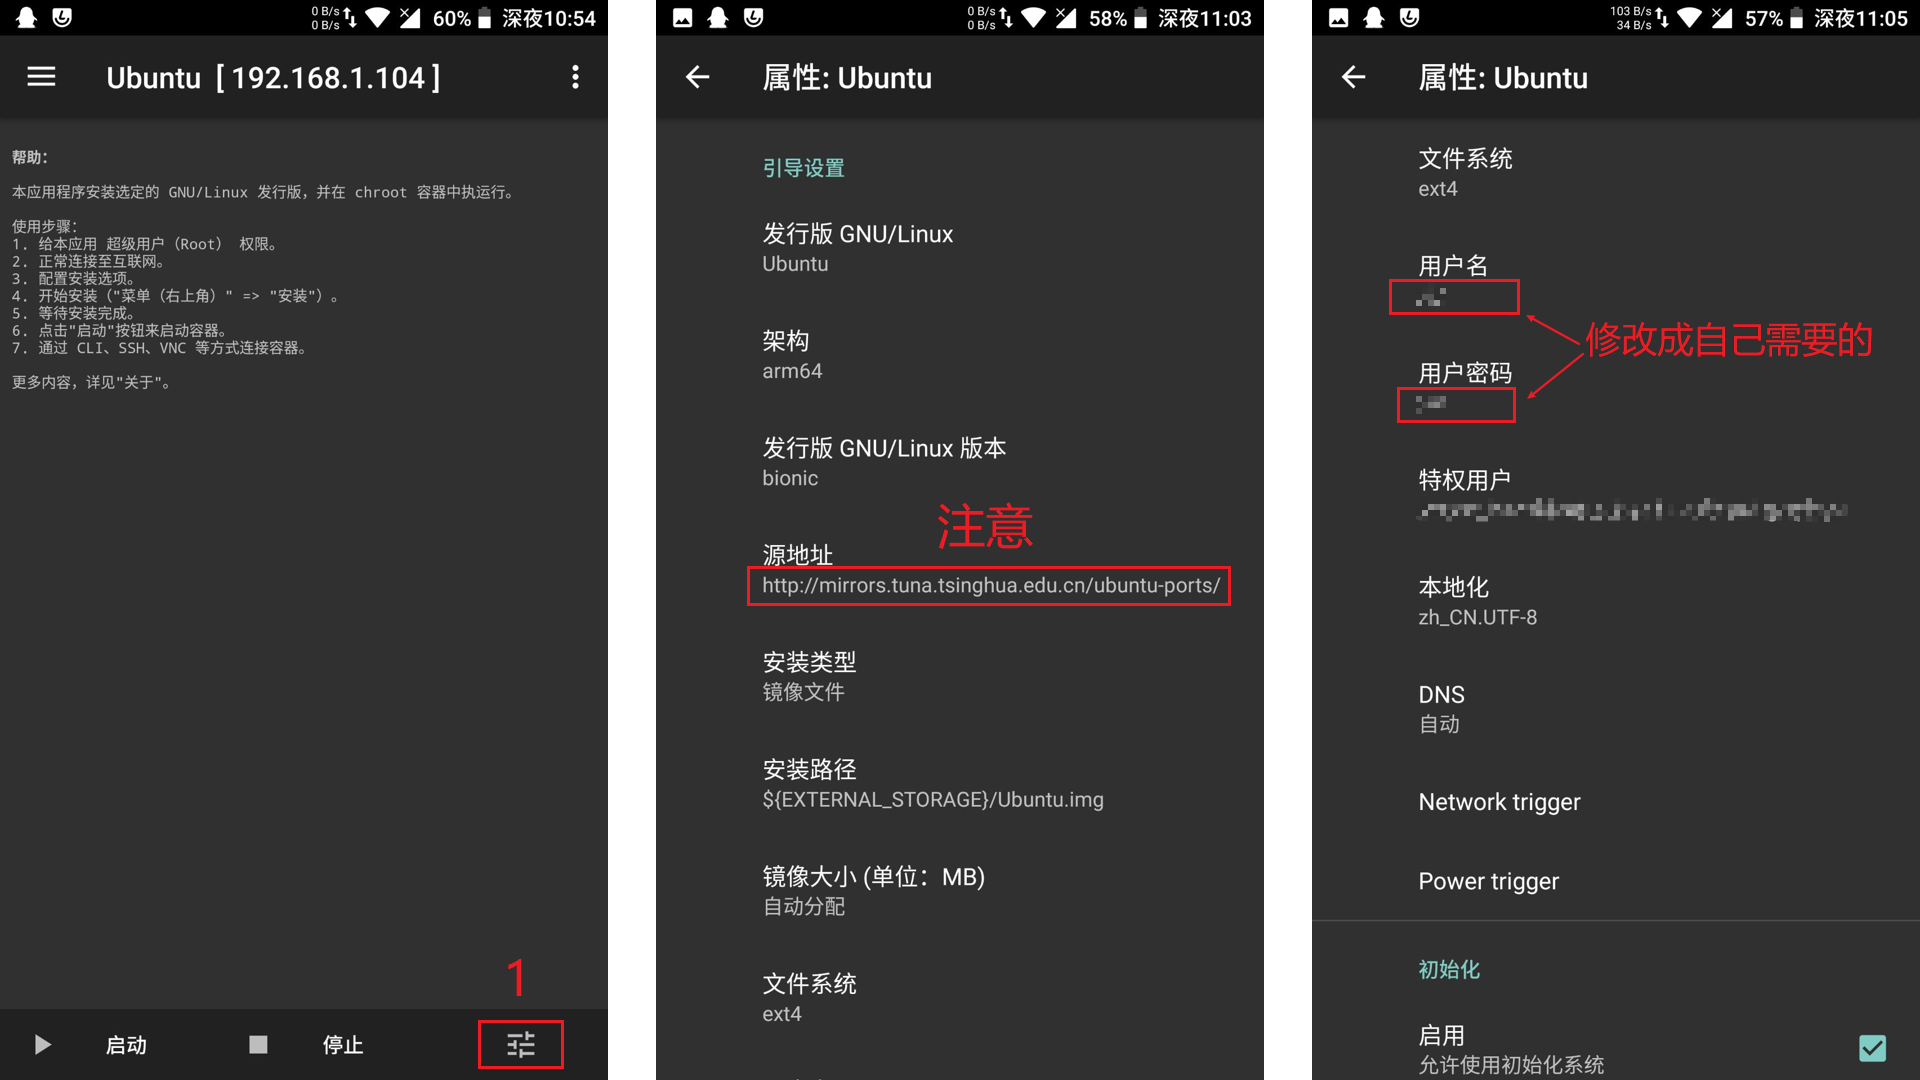 0 B/s
0 B/s
60%
深夜10:54
Ubuntu [ 192.168.1.104 ]
帮助:
本应用程序安装选定的 GNU/Linux 发行版，并在 chroot 容器中执运行。
使用步骤:
1. 给本应用 超级用户（Root） 权限。
2. 正常连接至互联网。
3. 配置安装选项。
4. 开始安装（"菜单（右上角）" => "安装"）。
5. 等待安装完成。
6. 点击"启动"按钮来启动容器。
7. 通过 CLI、SSH、VNC 等方式连接容器。
更多内容，详见"关于"。
1
启动
停止
0 B/s
0 B/s
58%
深夜11:03
属性: Ubuntu
引导设置
发行版 GNU/Linux
Ubuntu
架构
arm64
发行版 GNU/Linux 版本
bionic
注意
源地址
http://mirrors.tuna.tsinghua.edu.cn/ubuntu-ports/
安装类型
镜像文件
安装路径
${EXTERNAL_STORAGE}/Ubuntu.img
镜像大小 (单位：MB)
自动分配
文件系统
ext4
103 B/s
34 B/s
57%
深夜11:05
属性: Ubuntu
文件系统
ext4
用户名
修改成自己需要的
用户密码
特权用户
本地化
zh_CN.UTF-8
DNS
自动
Network trigger
Power trigger
初始化
启用
允许使用初始化系统